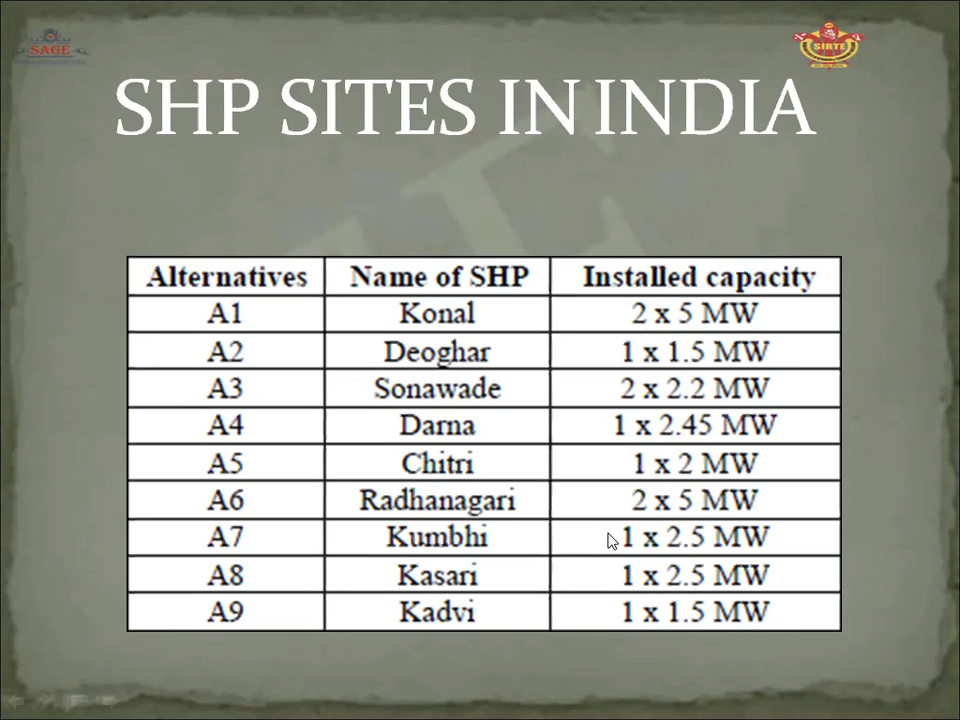 SAGE
SIRTE
SHP SITES IN INDIA
Alternatives Name of SHP Installed capacity
A1 Konal 2 x 5 MW
A2 Deoghar 1 x 1.5 MW
A3 Sonawade 2 x 2.2 MW
A4 Darna 1 x 2.45 MW
A5 Chitri 1 x 2 MW
A6 Radhanagari 2 x 5 MW
A7 Kumbhi 1 x 2.5 MW
A8 Kasari 1 x 2.5 MW
A9 Kadvi 1 x 1.5 MW